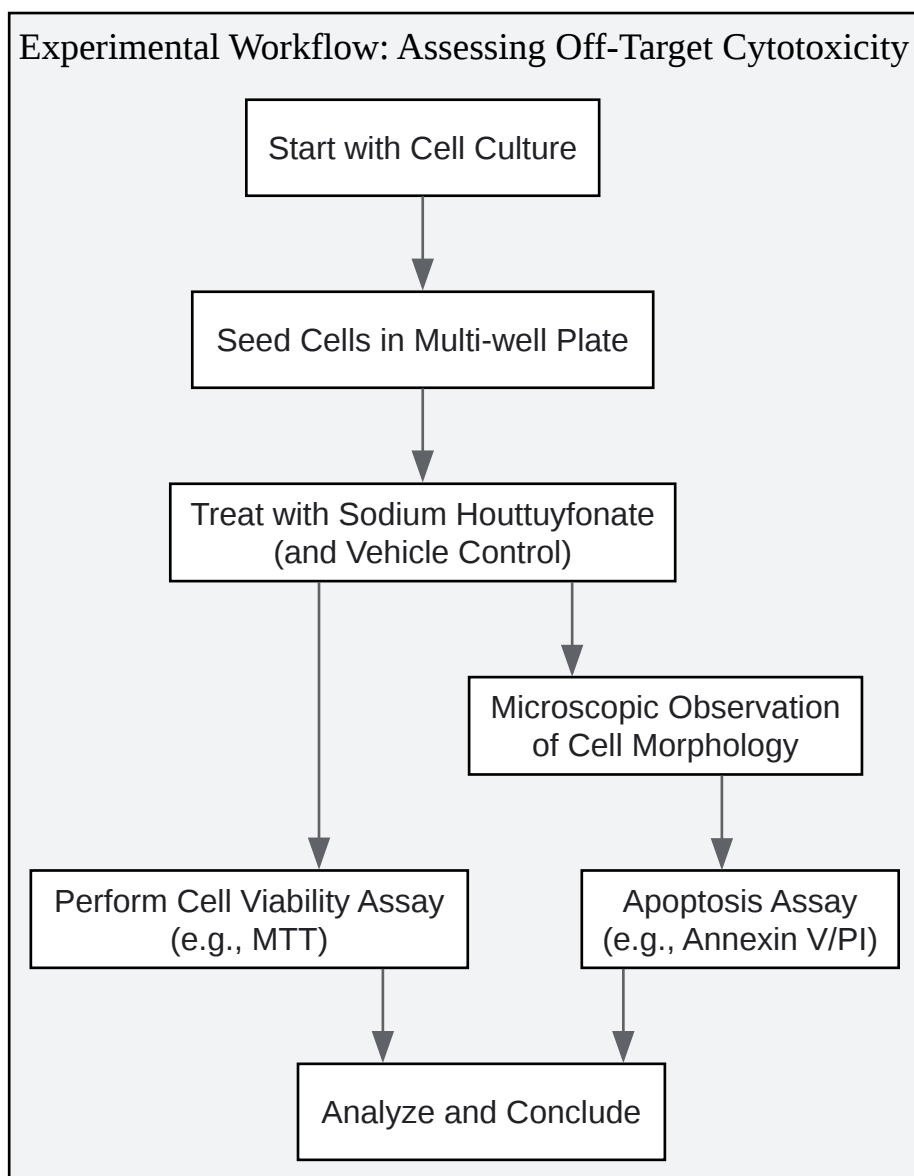 Experimental Workflow: Assessing Off-Target Cytotoxicity
Start with Cell Culture
Seed Cells in Multi-well Plate
Treat with Sodium Houttuyfonate
(and Vehicle Control)
Microscopic Observation
of Cell Morphology
Perform Cell Viability Assay
(e.g., MTT)
Apoptosis Assay
(e.g., Annexin V/PI)
Analyze and Conclude